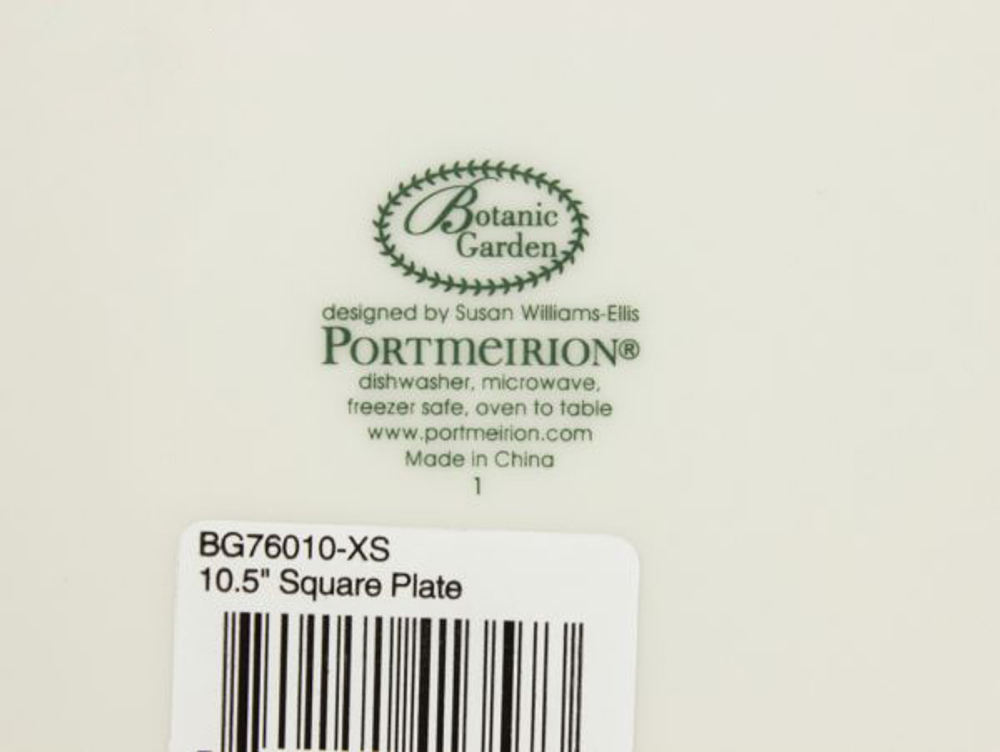 Botanic
Garden
designed by Susan Williams-Ellis
PORTMEIRION®
dishwasher, microwave,
freezer safe, oven to table
www.portmeirion.com
Made in China
1
BG76010-XS
10.5" Square Plate